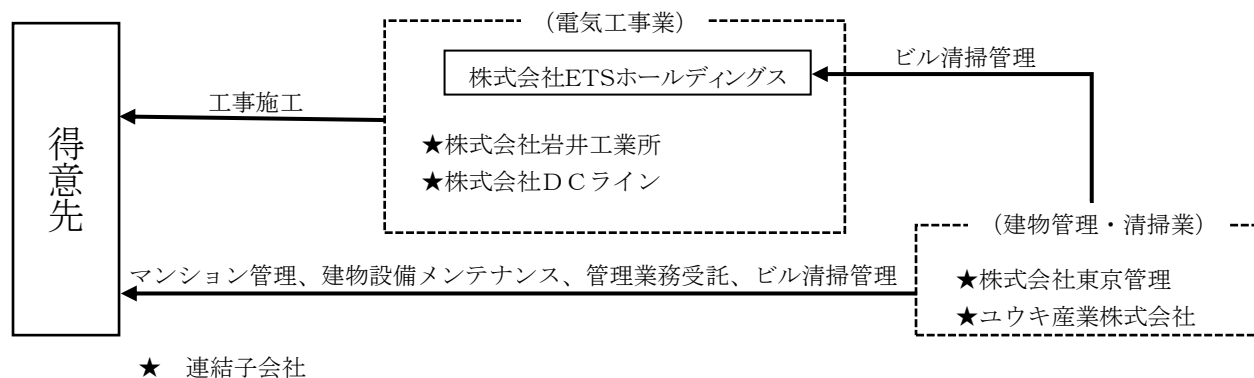 （電気工事業）
株式会社ETSホールディングス
ビル清掃管理
工事施工
得意先
★株式会社岩井工業所
★株式会社ＤＣライン
（建物管理・清掃業）
マンション管理、建物設備メンテナンス、管理業務受託、ビル清掃管理
★株式会社東京管理
★ユウキ産業株式会社
★　連結子会社